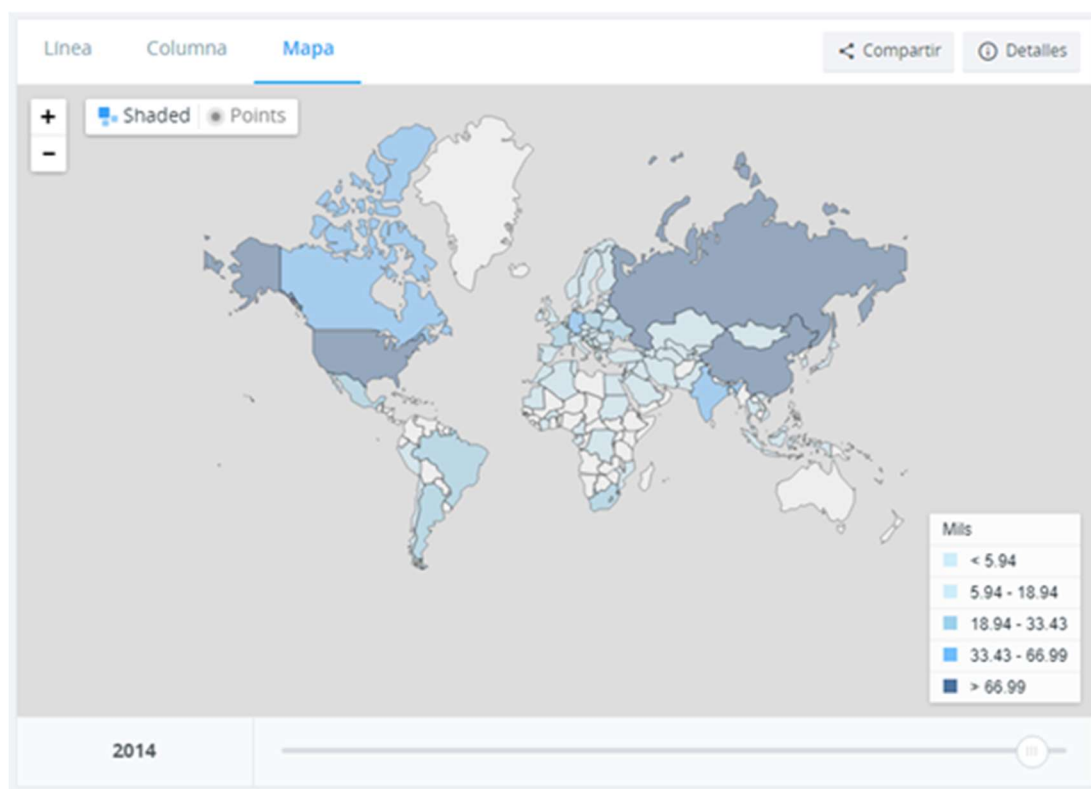 Línea Columna Mapa Compartir Detalles
+ Shaded Points
−
Mils
< 5.94
5.94 - 18.94
18.94 - 33.43
33.43 - 66.99
> 66.99
2014